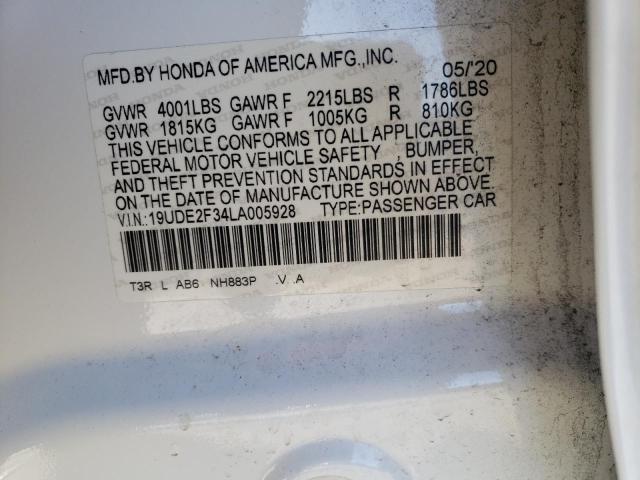 MFD.BY HONDA OF AMERICA MFG.,INC. 05/'20
GVWR 4001LBS GAWR F 2215LBS R 1786LBS
GVWR 1815KG GAWR F 1005KG R 810KG
THIS VEHICLE CONFORMS TO ALL APPLICABLE
FEDERAL MOTOR VEHICLE SAFETY , BUMPER,
AND THEFT PREVENTION STANDARDS IN EFFECT
ON THE DATE OF MANUFACTURE SHOWN ABOVE.
V.I.N.:19UDE2F34LA005928 TYPE:PASSENGER CAR
T3R L AB6 NH883P .V .A